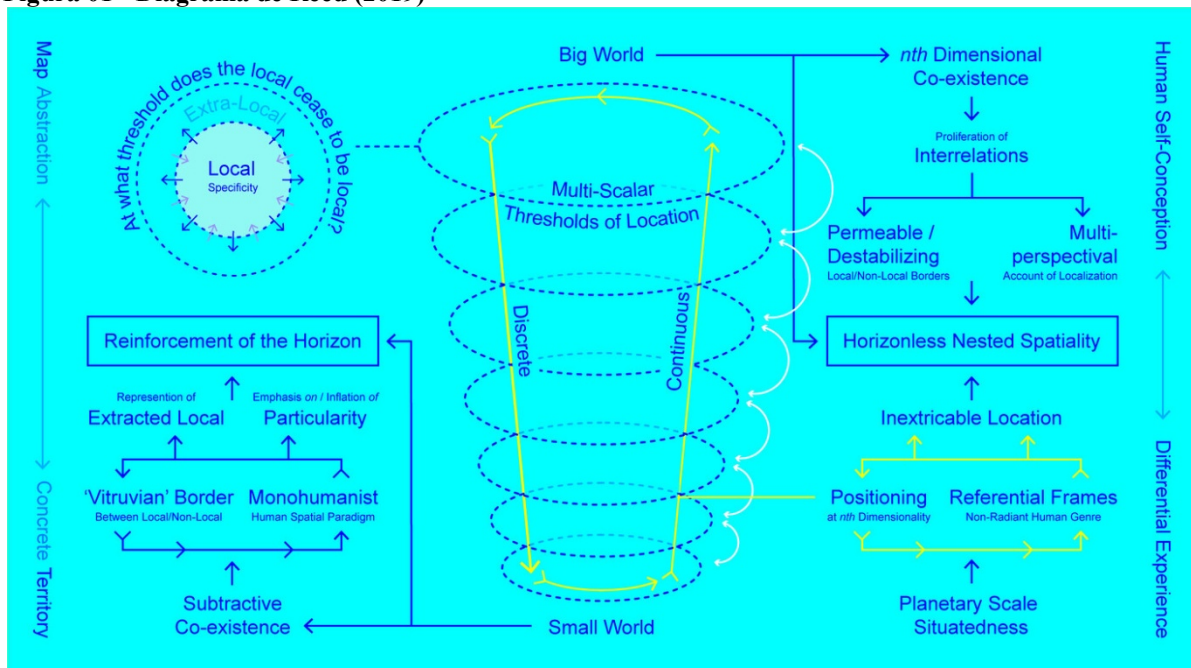 Figura 01 - Diagrama de Reed (2019)
Map Abstraction
Concrete Territory
At what threshold does the local cease to be local?
Extra-Local
Local
Specificity
Big World
Multi-Scalar
Thresholds of Location
Discrete
Continuous
Small World
Reinforcement of the Horizon
Represention of
Extracted Local
Emphasis on / Inflation of
Particularity
'Vitruvian' Border
Between Local/Non-Local
Monohumanist
Human Spatial Paradigm
Subtractive
Co-existence
nth Dimensional
Co-existence
Proliferation of
Interrelations
Permeable /
Destabilizing
Local/Non-Local Borders
Multi-
perspectival
Account of Localization
Horizonless Nested Spatiality
Inextricable Location
Positioning
at nth Dimensionality
Referential Frames
Non-Radiant Human Genre
Planetary Scale
Situatedness
Human Self-Conception
Differential Experience